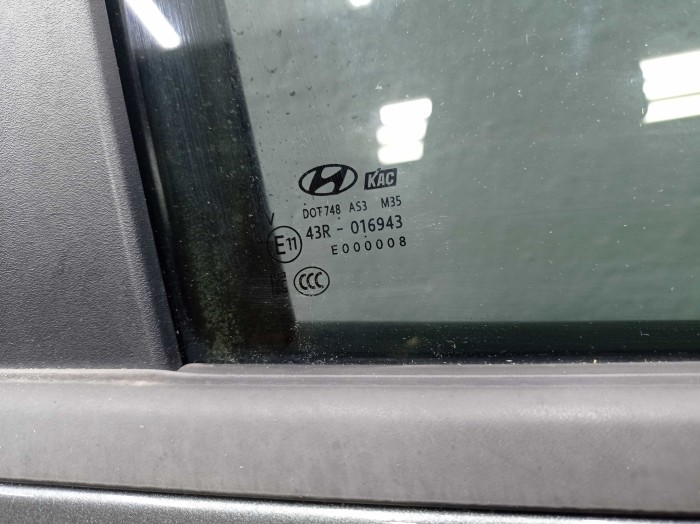 KAC
DOT748 AS3 M35
V
E11 43R - 016943
E000008
CCC